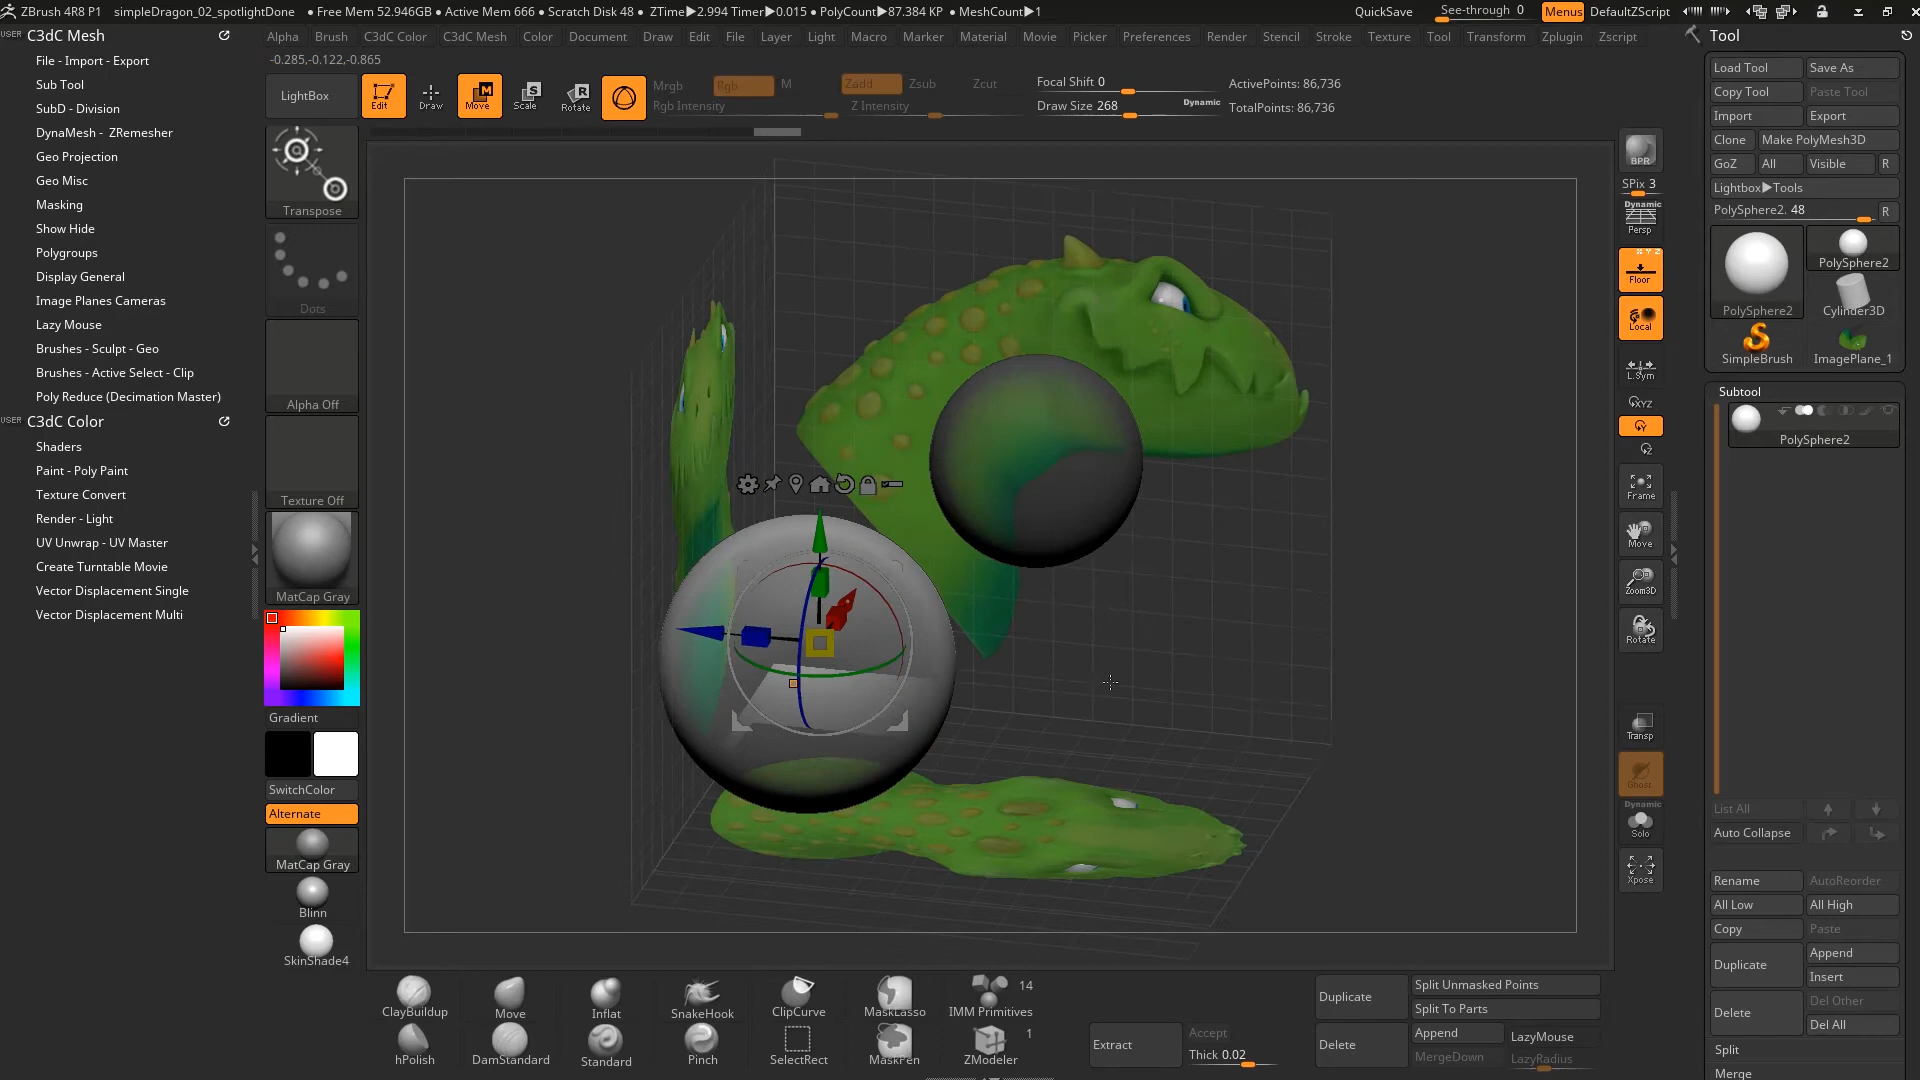 ZBrush 4R8 P1 simpleDragon_02_spotlightDone ● Free Mem 52.946GB ● Active Mem 666 ● Scratch Disk 48 ● ZTime▶2.994 Timer▶0.015 ● PolyCount▶87.384 KP ● MeshCount▶1 QuickSave See-through 0 Menus DefaultZScript
USER C3dC Mesh
File - Import - Export
Sub Tool
SubD - Division
DynaMesh - ZRemesher
Geo Projection
Geo Misc
Masking
Show Hide
Polygroups
Display General
Image Planes Cameras
Lazy Mouse
Brushes - Sculpt - Geo
Brushes - Active Select - Clip
Poly Reduce (Decimation Master)
USER C3dC Color
Shaders
Paint - Poly Paint
Texture Convert
Render - Light
UV Unwrap - UV Master
Create Turntable Movie
Vector Displacement Single
Vector Displacement Multi
Alpha Brush C3dC Color C3dC Mesh Color Document Draw Edit File Layer Light Macro Marker Material Movie Picker Preferences Render Stencil Stroke Texture Tool Transform Zplugin Zscript
-0.285,-0.122,-0.865
LightBox Edit Draw M Move S Scale R Rotate
Mrgb Rgb M Zadd Zsub Zcut
Rgb Intensity Z Intensity
Focal Shift 0
Draw Size 268 Dynamic
ActivePoints: 86,736
TotalPoints: 86,736
Transpose
Dots
Alpha Off
Texture Off
MatCap Gray
Gradient
SwitchColor
Alternate
MatCap Gray
Blinn
SkinShade4
BPR
SPix 3
Dynamic
Persp
X Y Z
Floor
Local
L.Sym
XYZ
Y
Z
Frame
Move
Zoom3D
Rotate
Transp
Ghost
Dynamic
Solo
Xpose
ClayBuildup Move Inflat SnakeHook ClipCurve MaskLasso IMM Primitives 14
hPolish DamStandard Standard Pinch SelectRect MaskPen ZModeler 1
Extract Accept
Thick 0.02
Duplicate Split Unmasked Points
Split To Parts
Delete Append LazyMouse
MergeDown LazyRadius
Tool
Load Tool Save As
Copy Tool Paste Tool
Import Export
Clone Make PolyMesh3D
GoZ All Visible R
Lightbox▶Tools
PolySphere2. 48 R
PolySphere2 PolySphere2
Cylinder3D
SimpleBrush ImagePlane_1
Subtool
PolySphere2
List All
Auto Collapse
Rename AutoReorder
All Low All High
Copy Paste
Duplicate Append
Insert
Delete Del Other
Del All
Split
Merge